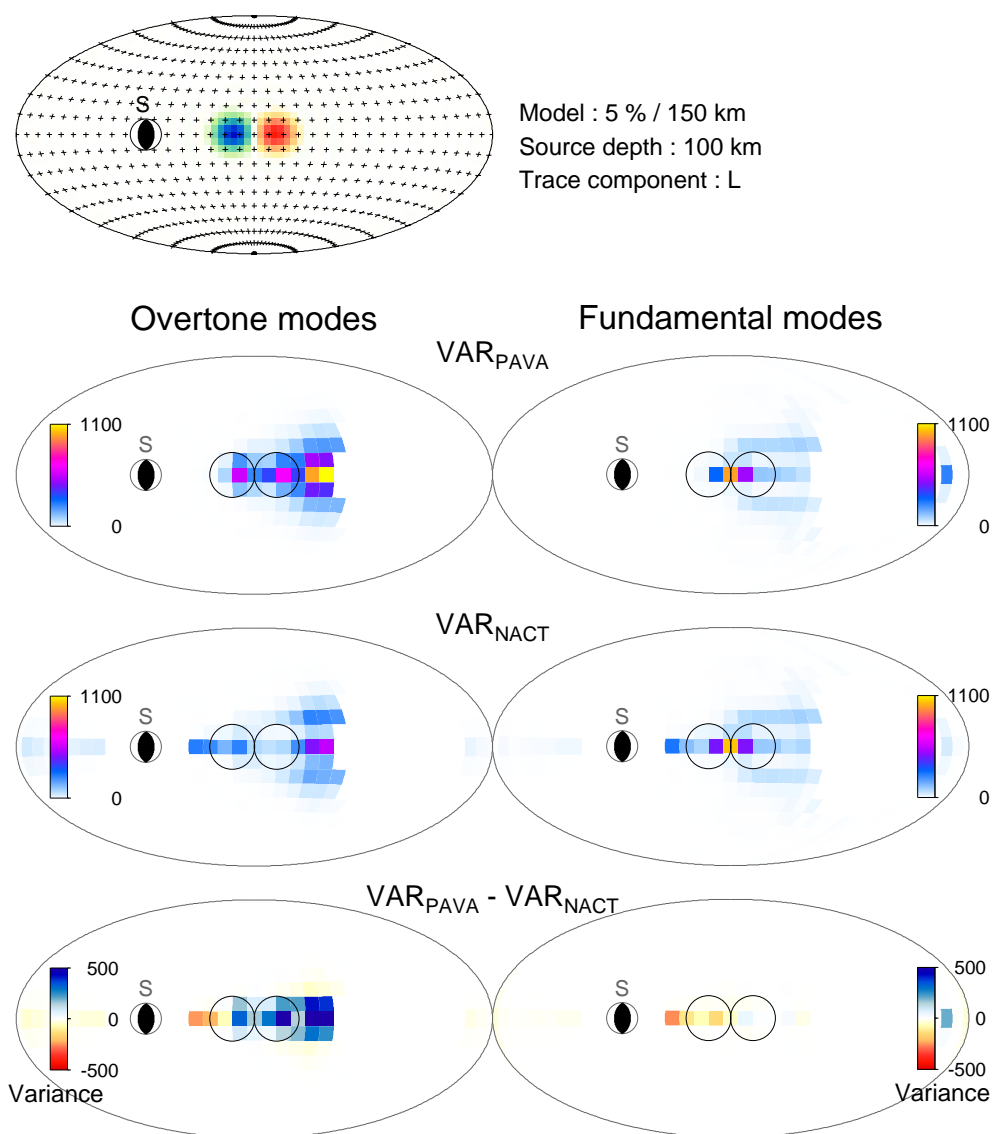 S
Model : 5 % / 150 km
Source depth : 100 km
Trace component : L
Overtone modes
Fundamental modes
VARPAVA
1100
S
0
S
1100
0
VARNACT
1100
S
0
S
1100
0
VARPAVA - VARNACT
500
S
0
-500
Variance
S
500
0
-500
Variance